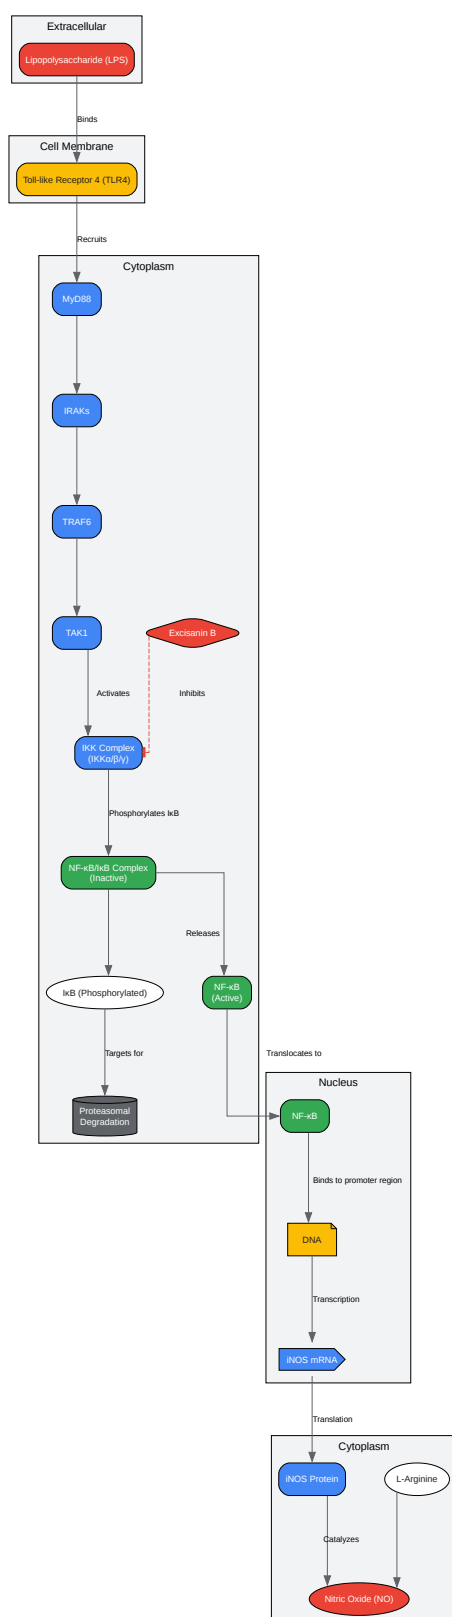 Extracellular
Lipopolysaccharide (LPS)
Binds
Cell Membrane
Toll-like Receptor 4 (TLR4)
Recruits
Cytoplasm
MyD88
IRAKs
TRAF6
TAK1
Excisanin B
Activates
Inhibits
IKK Complex
(IKKα/β/γ)
Phosphorylates IκB
NF-κB/IκB Complex
(Inactive)
Releases
IκB (Phosphorylated)
NF-κB
(Active)
Targets for
Translocates to
Proteasomal
Degradation
Nucleus
NF-κB
Binds to promoter region
DNA
Transcription
iNOS mRNA
Translation
Cytoplasm
iNOS Protein
L-Arginine
Catalyzes
Nitric Oxide (NO)